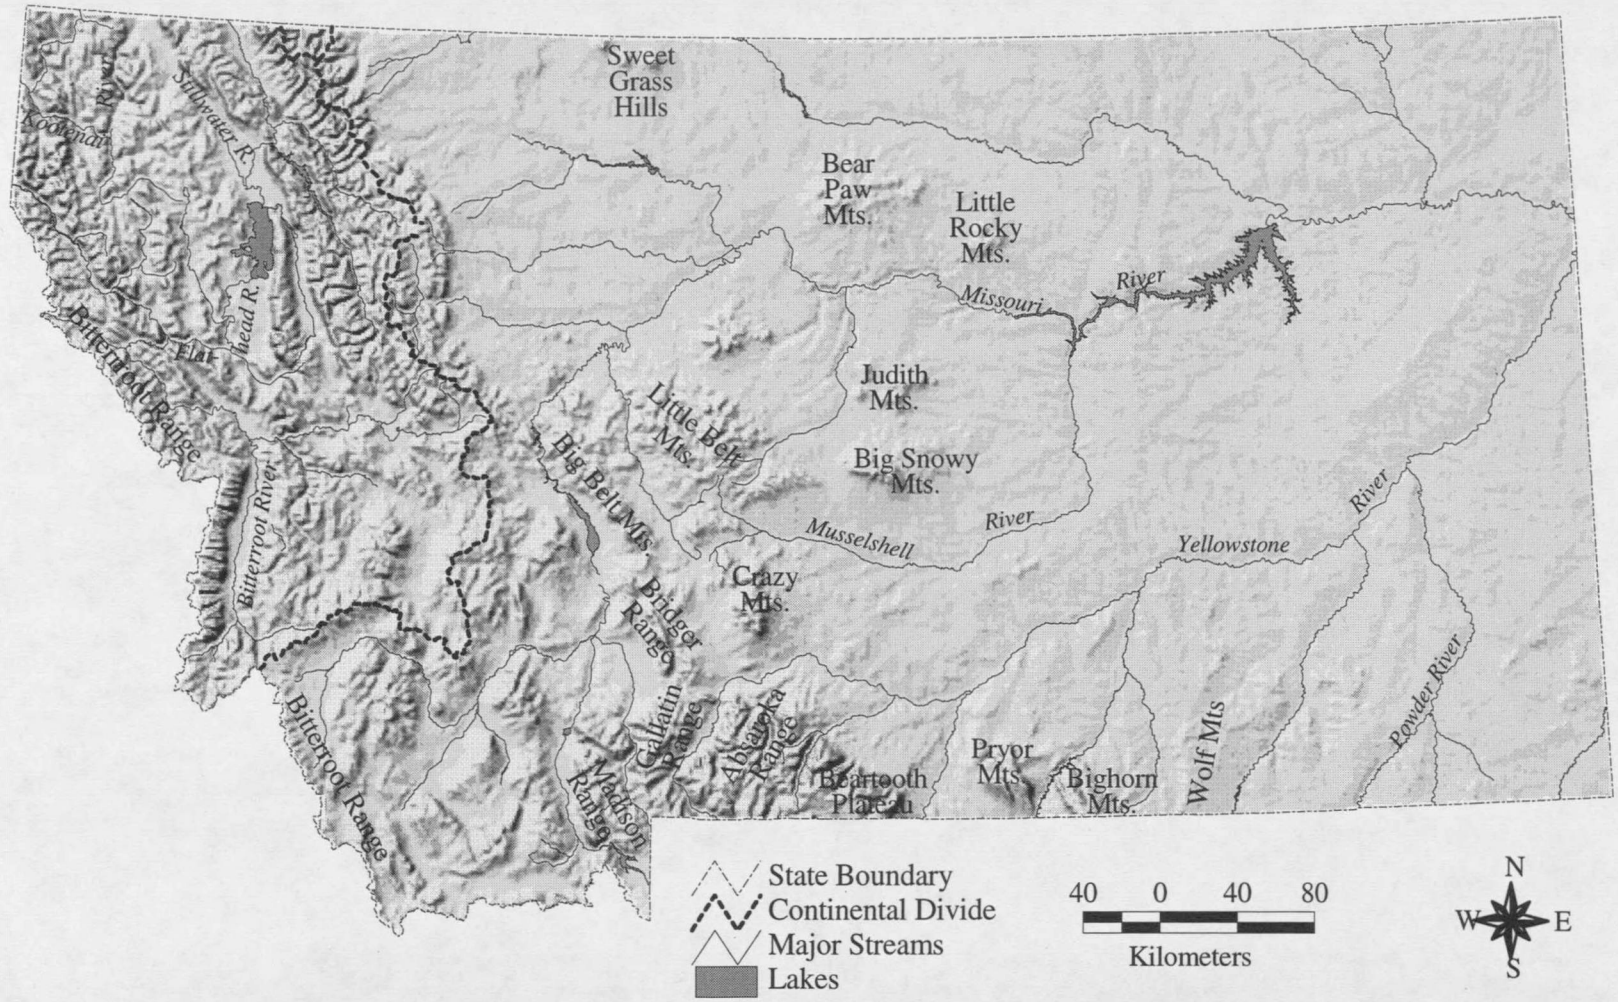 Sweet
Grass
Hills
River
Stillwater R.
Kootenai
Bear
Paw
Mts.
Little
Rocky
Mts.
River
Missouri
head R.
Flat-
Bitterroot Range
Judith
Mts.
Little Belt
Mts.
Big Snowy
Mts.
Big Belt Mts.
Bitterroot River
River
Musselshell
River
Yellowstone
Crazy
Mts.
Bridger
Range
Powder River
Gallatin
Range
Absaroka
Range
Wolf Mts
Bitterroot Range
Madison
Range
Beartooth
Plateau
Pryor
Mts.
Bighorn
Mts.
State Boundary
Continental Divide
Major Streams
Lakes
40 0 40 80
Kilometers
N
W E
S